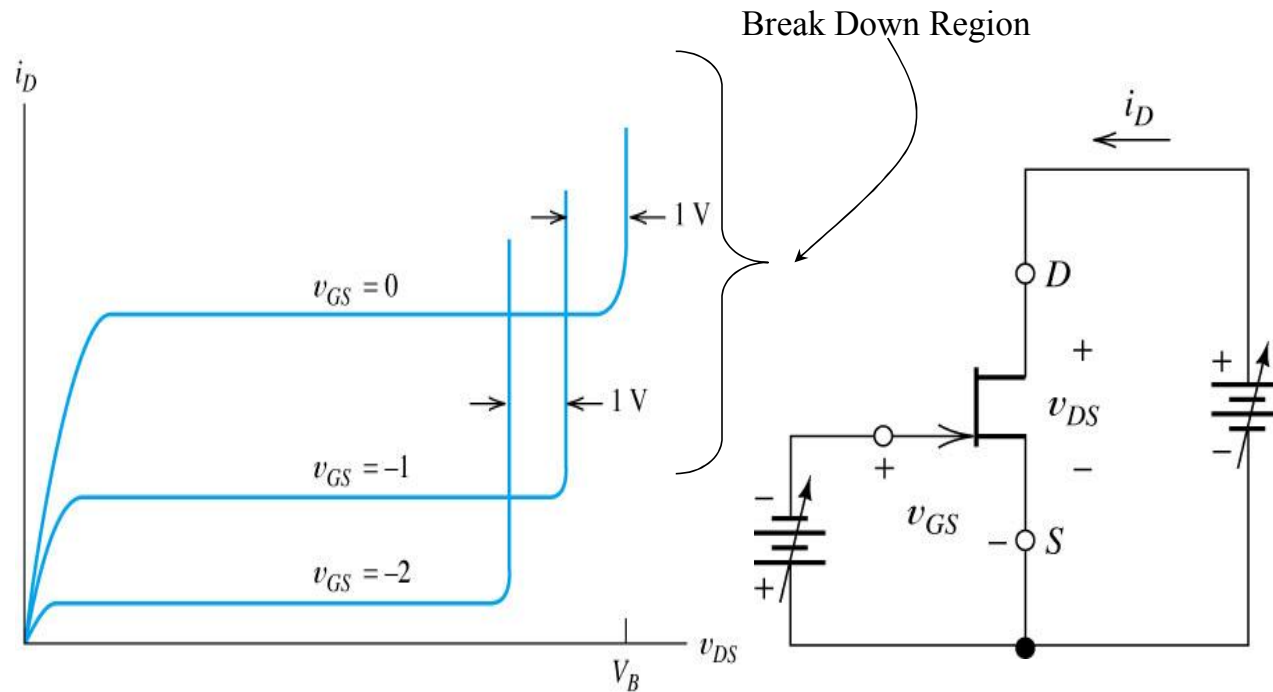 Break Down Region
i_D
1 V
v_GS = 0
1 V
v_GS = –1
v_GS = –2
v_DS
V_B
i_D
D
+
v_DS
–
+
–
+
v_GS
–
S
–
+